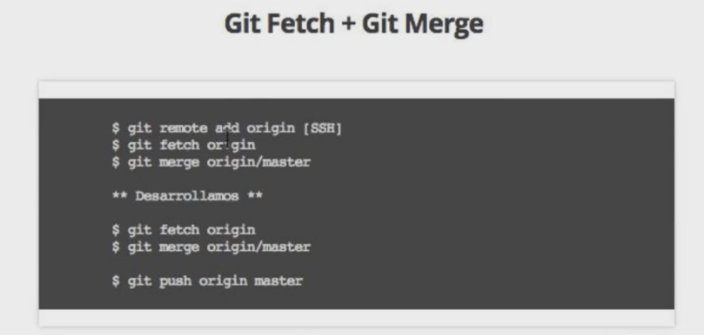 Git Fetch + Git Merge
$ git remote add origin [SSH]
$ git fetch origin
$ git merge origin/master
** Desarrollamos **
$ git fetch origin
$ git merge origin/master
$ git push origin master